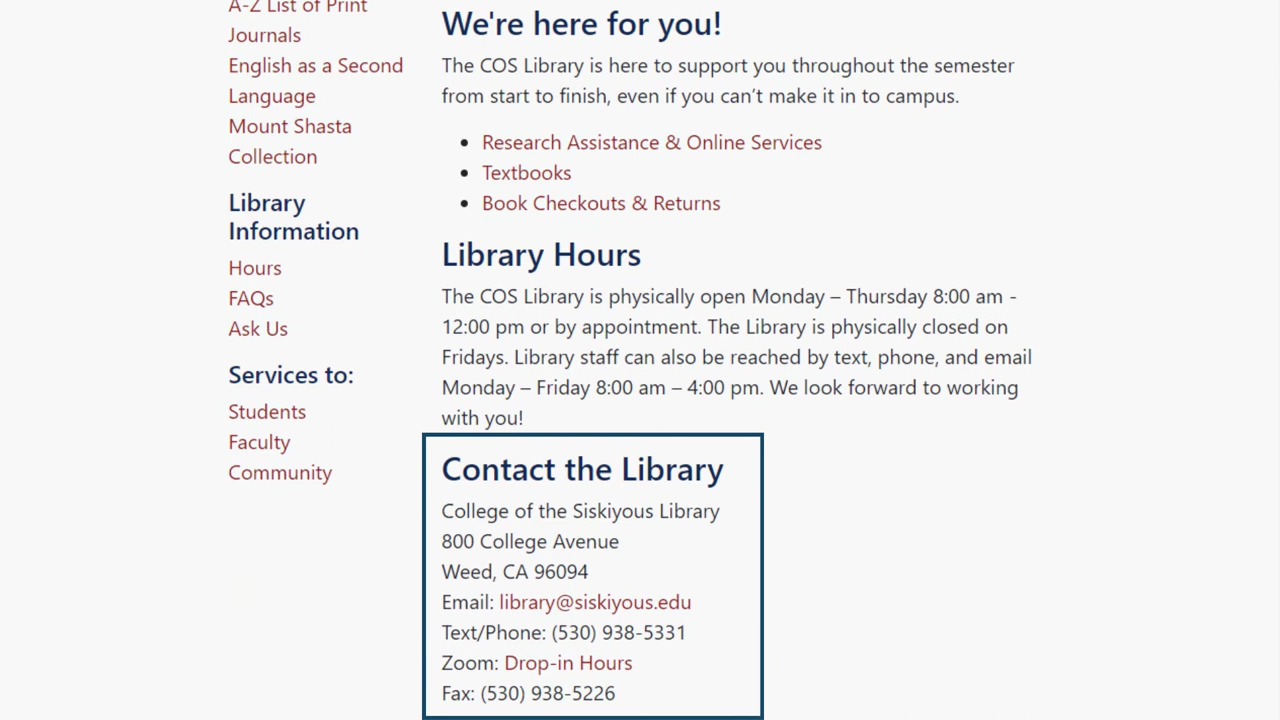 A-Z List of Print
Journals
English as a Second
Language
Mount Shasta
Collection
Library
Information
Hours
FAQs
Ask Us
Services to:
Students
Faculty
Community
We're here for you!
The COS Library is here to support you throughout the semester
from start to finish, even if you can’t make it in to campus.
Research Assistance & Online Services
Textbooks
Book Checkouts & Returns
Library Hours
The COS Library is physically open Monday – Thursday 8:00 am -
12:00 pm or by appointment. The Library is physically closed on
Fridays. Library staff can also be reached by text, phone, and email
Monday – Friday 8:00 am – 4:00 pm. We look forward to working
with you!
Contact the Library
College of the Siskiyous Library
800 College Avenue
Weed, CA 96094
Email: library@siskiyous.edu
Text/Phone: (530) 938-5331
Zoom: Drop-in Hours
Fax: (530) 938-5226